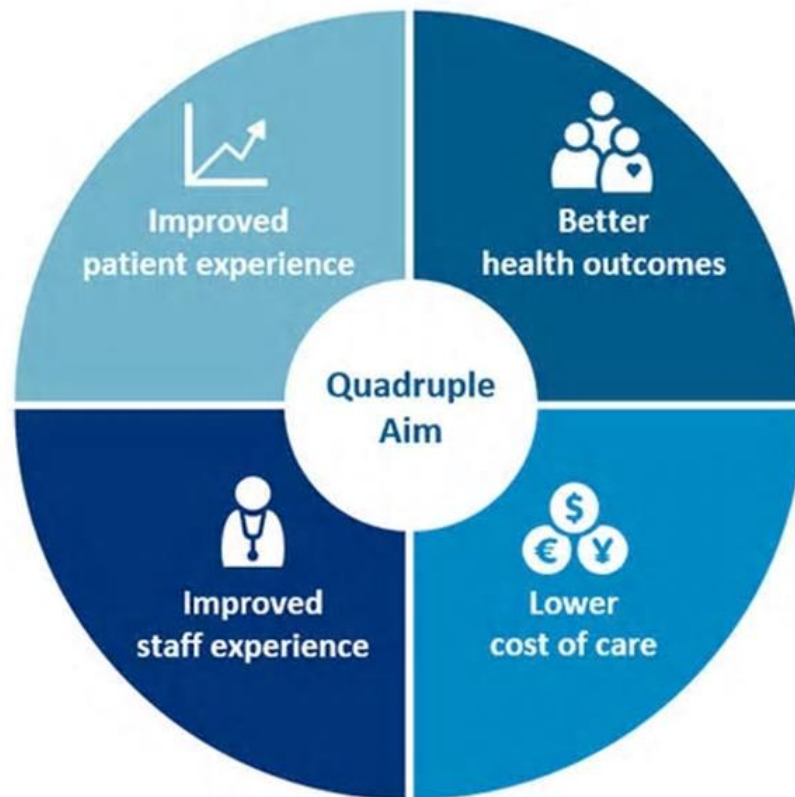 Improved
patient experience
Better
health outcomes
Quadruple
Aim
Improved
staff experience
$
€ ¥
Lower
cost of care